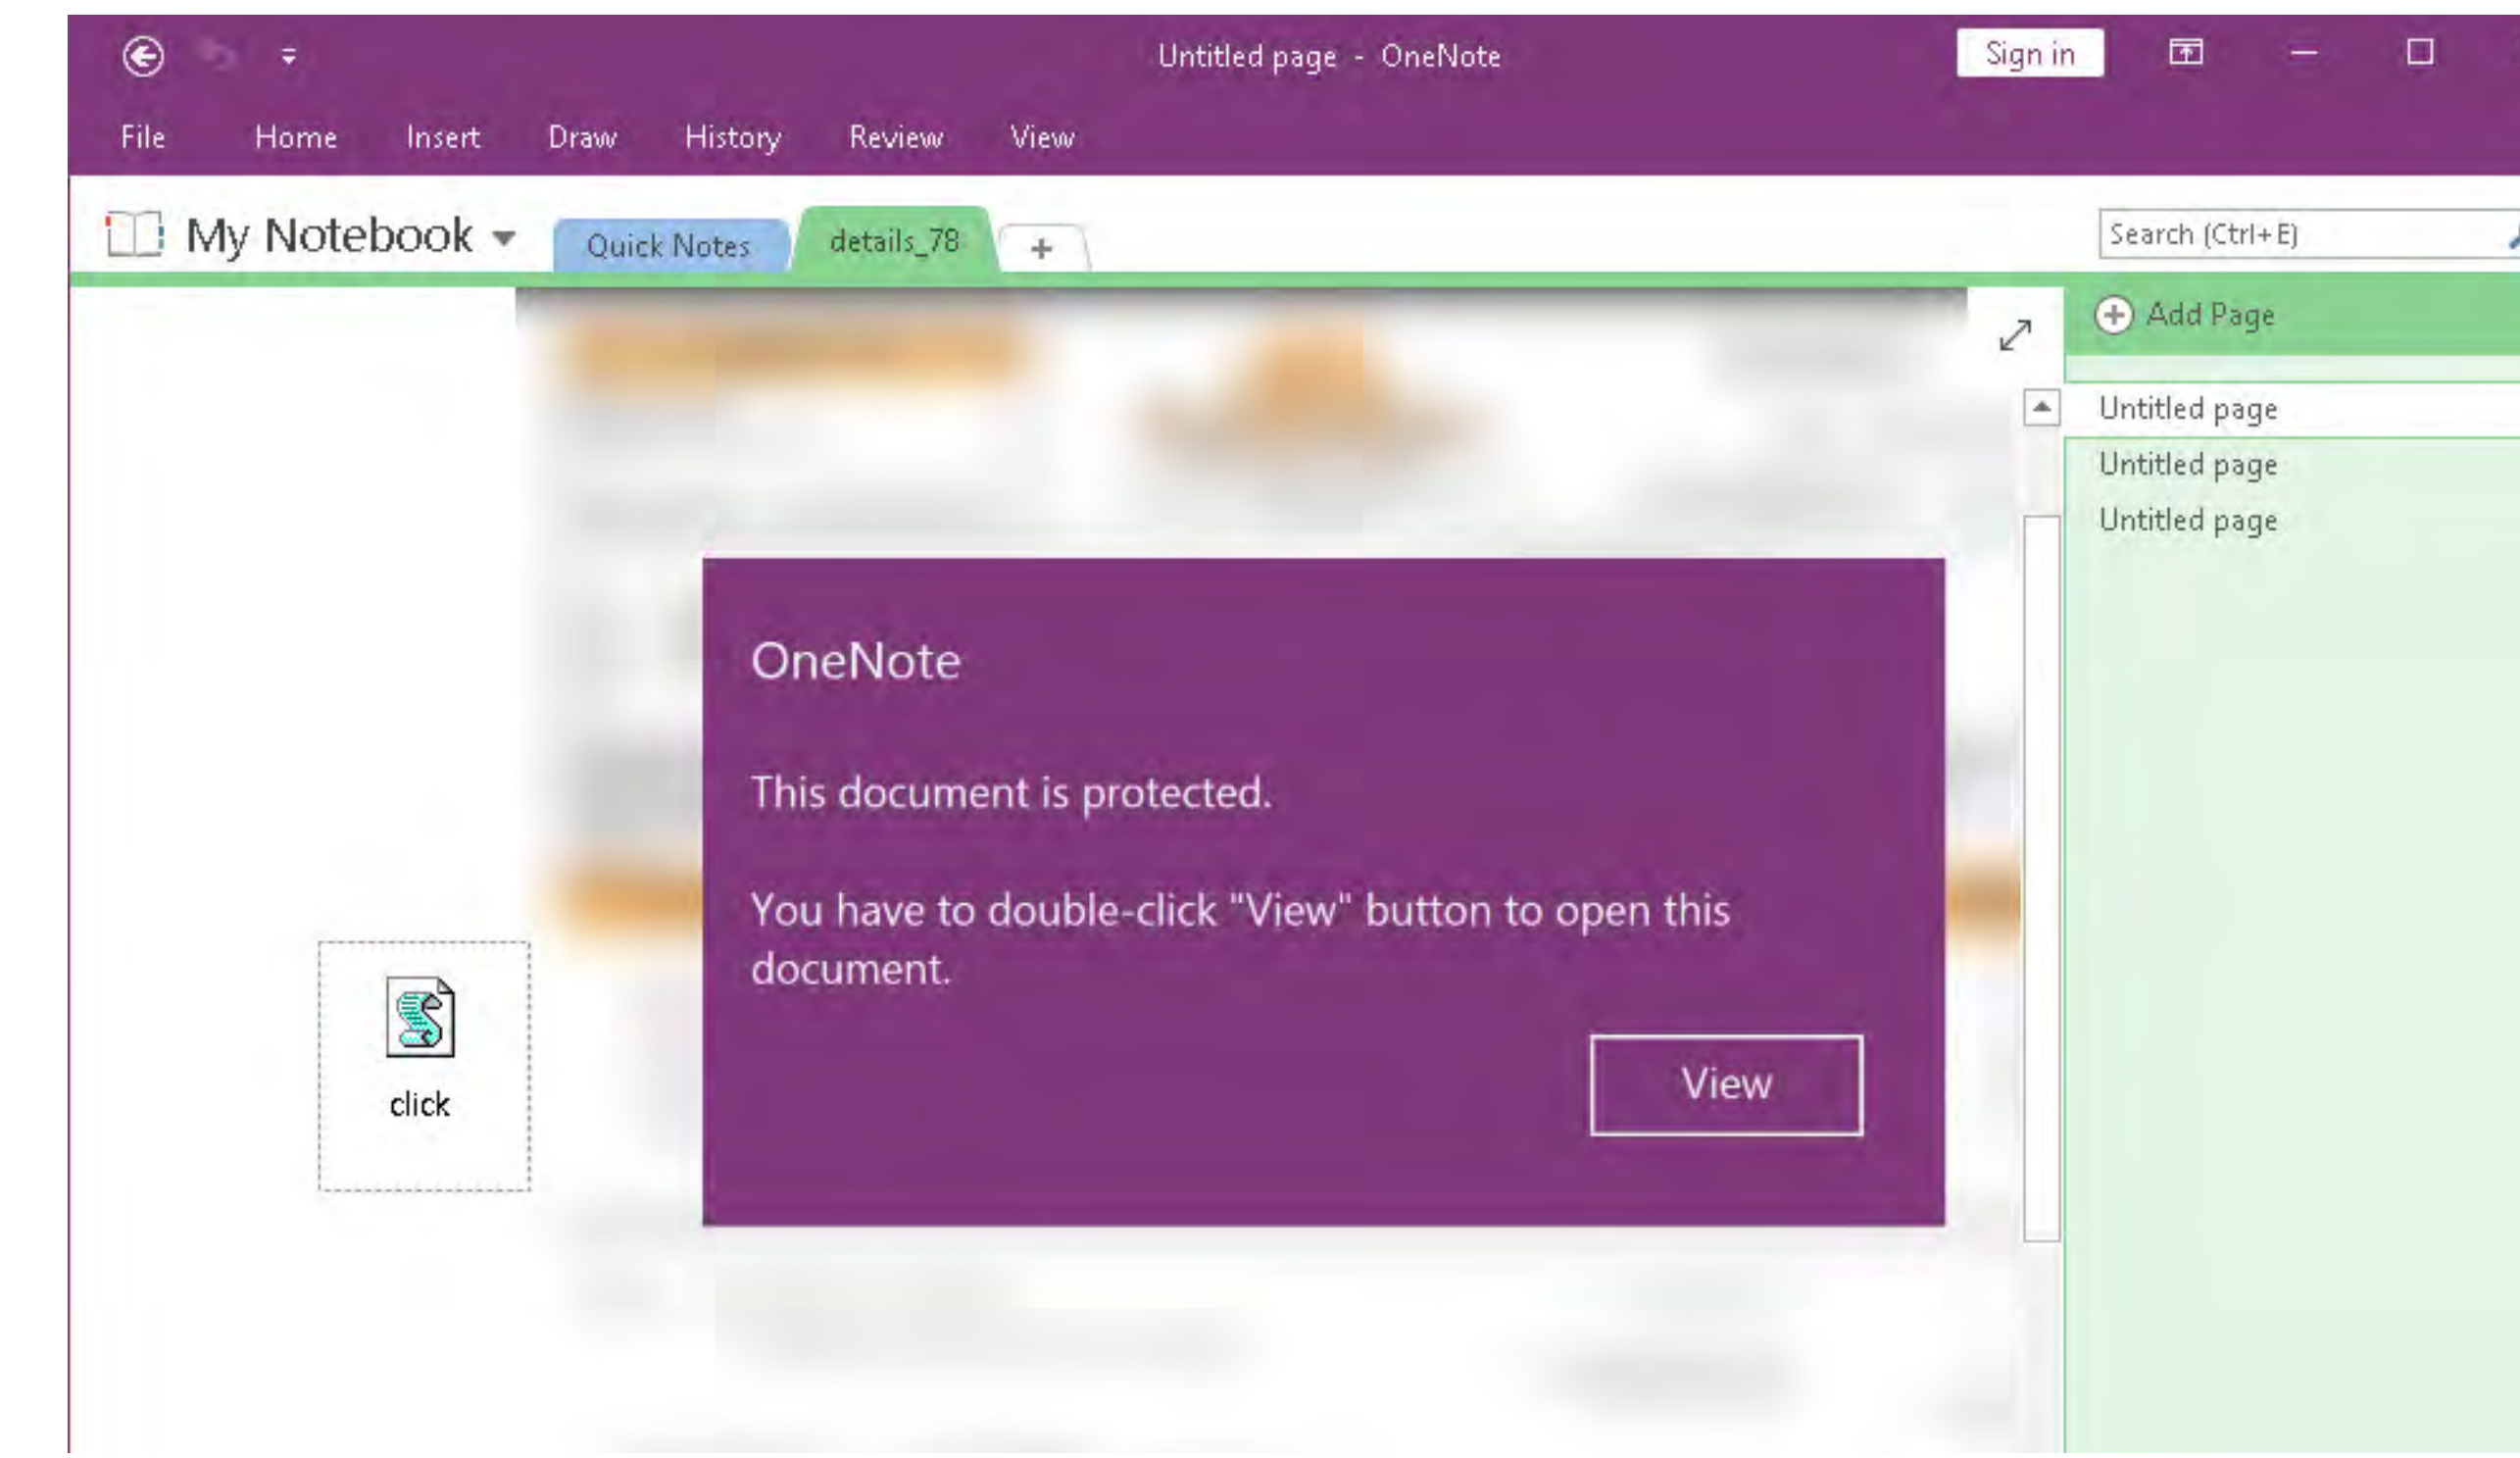 Untitled page - OneNote
Sign in
File Home Insert Draw History Review View
My Notebook
Quick Notes
details_78
Search (Ctrl+E)
Add Page
Untitled page
Untitled page
Untitled page
OneNote
This document is protected.
You have to double-click "View" button to open this
document.
View
click